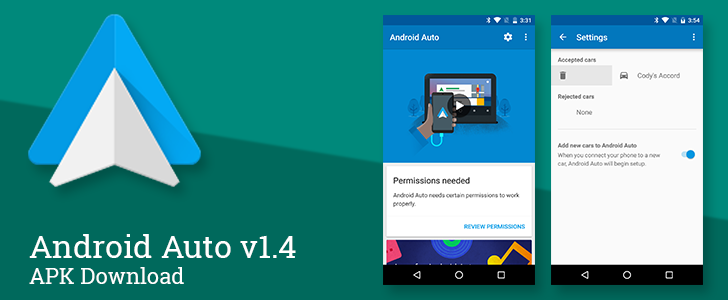 Android Auto v1.4
APK Download
3:31
Android Auto
Permissions needed
Android Auto needs certain permissions to work
properly.
REVIEW PERMISSIONS
3:54
Settings
Accepted cars
Cody's Accord
Rejected cars
None
Add new cars to Android Auto
When you connect your phone to a new
car, Android Auto will begin setup.